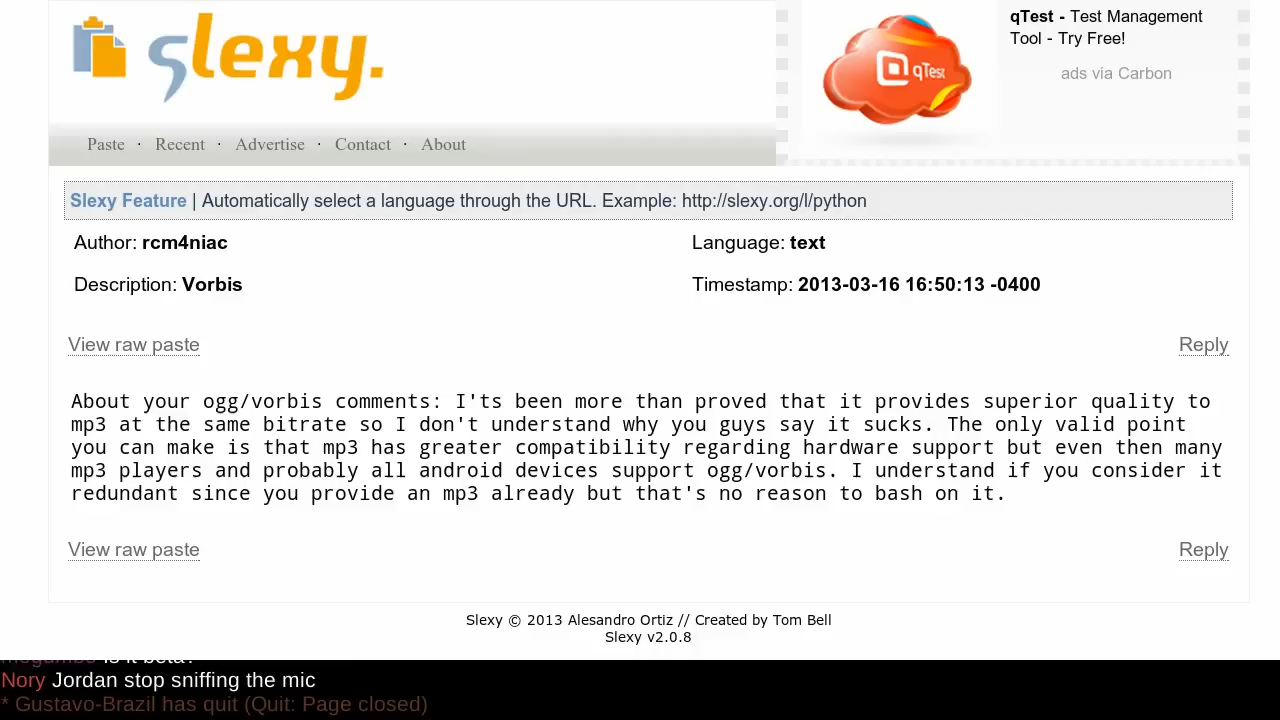 slexy.
qTest
qTest - Test Management
Tool - Try Free!
ads via Carbon
Paste · Recent · Advertise · Contact · About
Slexy Feature | Automatically select a language through the URL. Example: http://slexy.org/l/python
Author: rcm4niac
Language: text
Description: Vorbis
Timestamp: 2013-03-16 16:50:13 -0400
View raw paste
Reply
About your ogg/vorbis comments: I'ts been more than proved that it provides superior quality to
mp3 at the same bitrate so I don't understand why you guys say it sucks. The only valid point
you can make is that mp3 has greater compatibility regarding hardware support but even then many
mp3 players and probably all android devices support ogg/vorbis. I understand if you consider it
redundant since you provide an mp3 already but that's no reason to bash on it.
View raw paste
Reply
Slexy © 2013 Alesandro Ortiz // Created by Tom Bell
Slexy v2.0.8
is it beta?
Nory Jordan stop sniffing the mic
* Gustavo-Brazil has quit (Quit: Page closed)